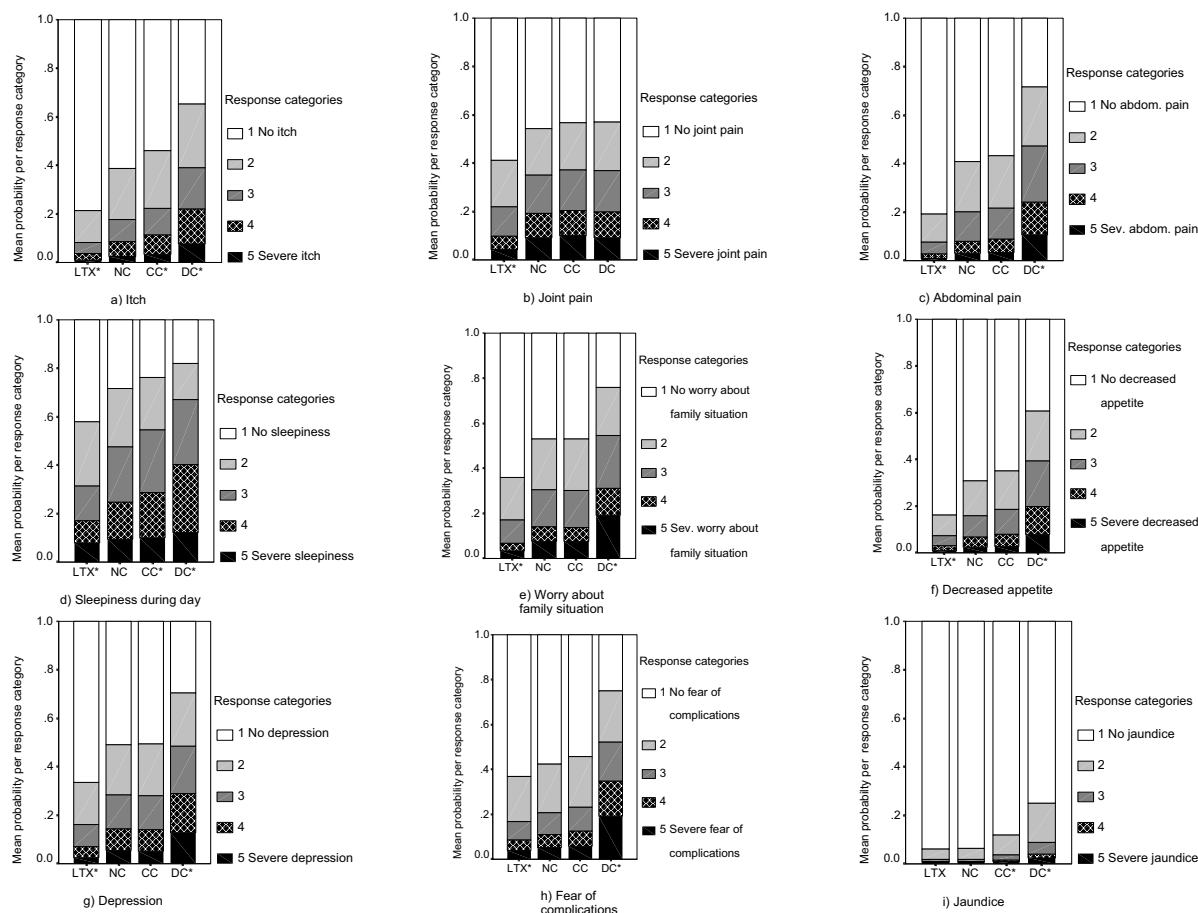 Mean probability per response category
1.0
.8
.6
.4
.2
0.0
LTX* NC CC* DC*
a) Itch
Response categories
1 No itch
2
3
4
5 Severe itch
Mean probability per response category
1.0
.8
.6
.4
.2
0.0
LTX* NC CC DC
b) Joint pain
Response categories
1 No joint pain
2
3
4
5 Severe joint pain
Mean probability per response category
1.0
.8
.6
.4
.2
0.0
LTX* NC CC DC*
c) Abdominal pain
Response categories
1 No abdom. pain
2
3
4
5 Sev. abdom. pain
Mean probability per response category
1.0
.8
.6
.4
.2
0.0
LTX* NC CC* DC*
d) Sleepiness during day
Response categories
1 No sleepiness
2
3
4
5 Severe sleepiness
Mean probability per response category
1.0
.8
.6
.4
.2
0.0
LTX* NC CC DC*
e) Worry about
family situation
Response categories
1 No worry about
family situation
2
3
4
5 Sev. worry about
family situation
Mean probability per response category
1.0
.8
.6
.4
.2
0.0
LTX* NC CC DC*
f) Decreased appetite
Response categories
1 No decreased
appetite
2
3
4
5 Severe decreased
appetite
Mean probability per response category
1.0
.8
.6
.4
.2
0.0
LTX* NC CC DC*
g) Depression
Response categories
1 No depression
2
3
4
5 Severe depression
Mean probability per response category
1.0
.8
.6
.4
.2
0.0
LTX* NC CC DC*
h) Fear of
complications
Response categories
1 No fear of
complications
2
3
4
5 Severe fear of
complications
Mean probability per response category
1.0
.8
.6
.4
.2
0.0
LTX NC CC* DC*
i) Jaundice
Response categories
1 No jaundice
2
3
4
5 Severe jaundice